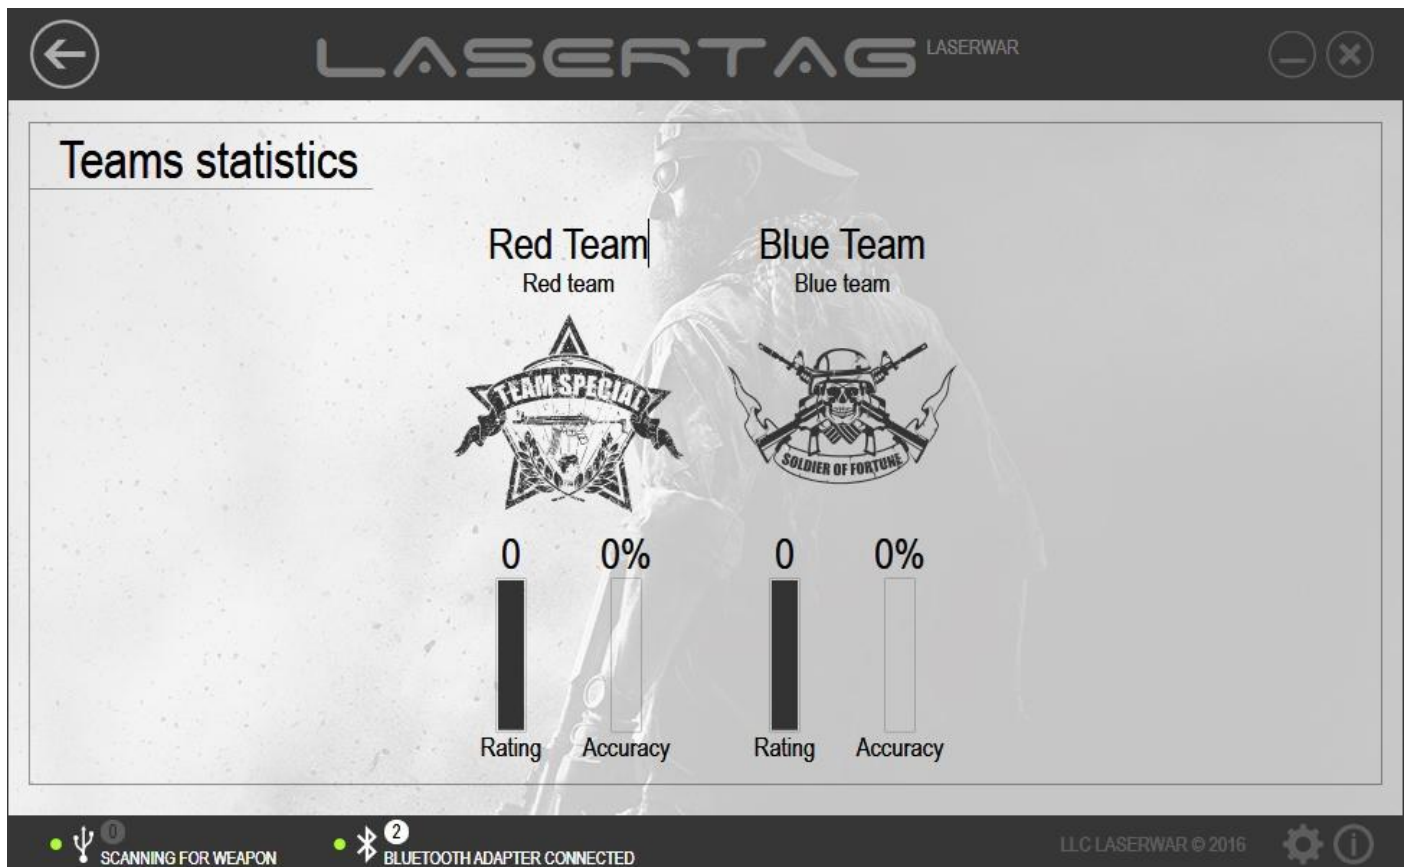 LASERTAG LASERWAR
Teams statistics
Red Team Blue Team
Red team Blue team
TEAM SPECIAL
SOLDIER OF FORTUNE
0 0% 0 0%
Rating Accuracy Rating Accuracy
0 2
SCANNING FOR WEAPON BLUETOOTH ADAPTER CONNECTED LLC LASERWAR © 2016